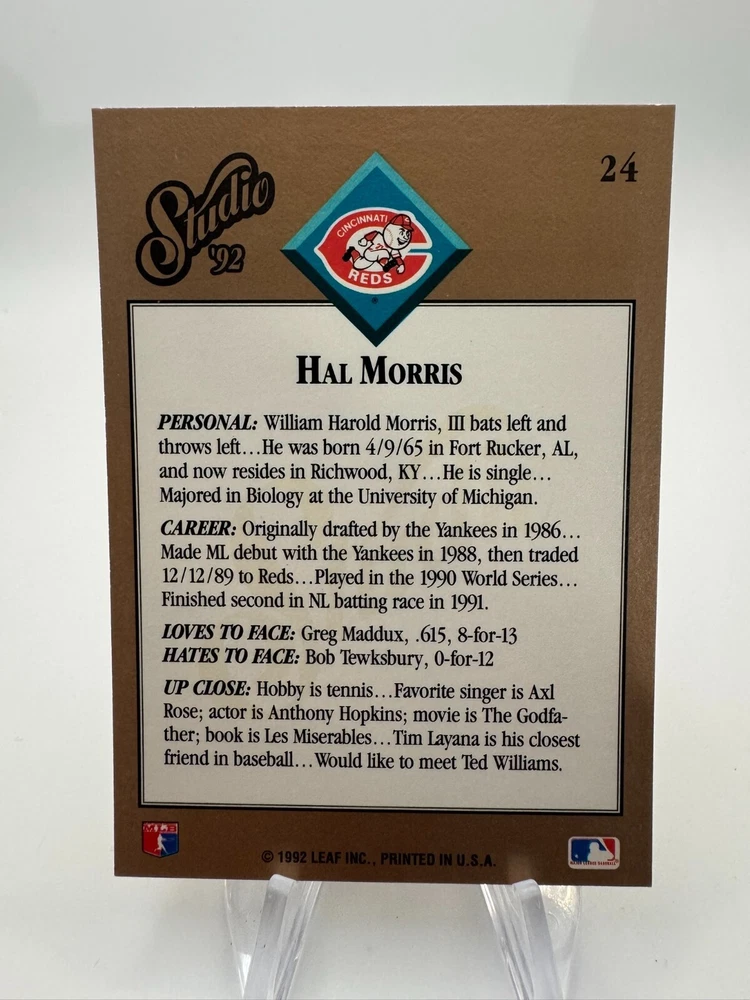 Studio
'92
24
CINCINNATI
REDS
HAL MORRIS
PERSONAL: William Harold Morris, III bats left and
throws left...He was born 4/9/65 in Fort Rucker, AL,
and now resides in Richwood, KY...He is single...
Majored in Biology at the University of Michigan.
CAREER: Originally drafted by the Yankees in 1986...
Made ML debut with the Yankees in 1988, then traded
12/12/89 to Reds...Played in the 1990 World Series...
Finished second in NL batting race in 1991.
LOVES TO FACE: Greg Maddux, .615, 8-for-13
HATES TO FACE: Bob Tewksbury, 0-for-12
UP CLOSE: Hobby is tennis...Favorite singer is Axl
Rose; actor is Anthony Hopkins; movie is The Godfa-
ther; book is Les Miserables...Tim Layana is his closest
friend in baseball...Would like to meet Ted Williams.
© 1992 LEAF INC., PRINTED IN U.S.A.
MAJOR LEAGUE BASEBALL